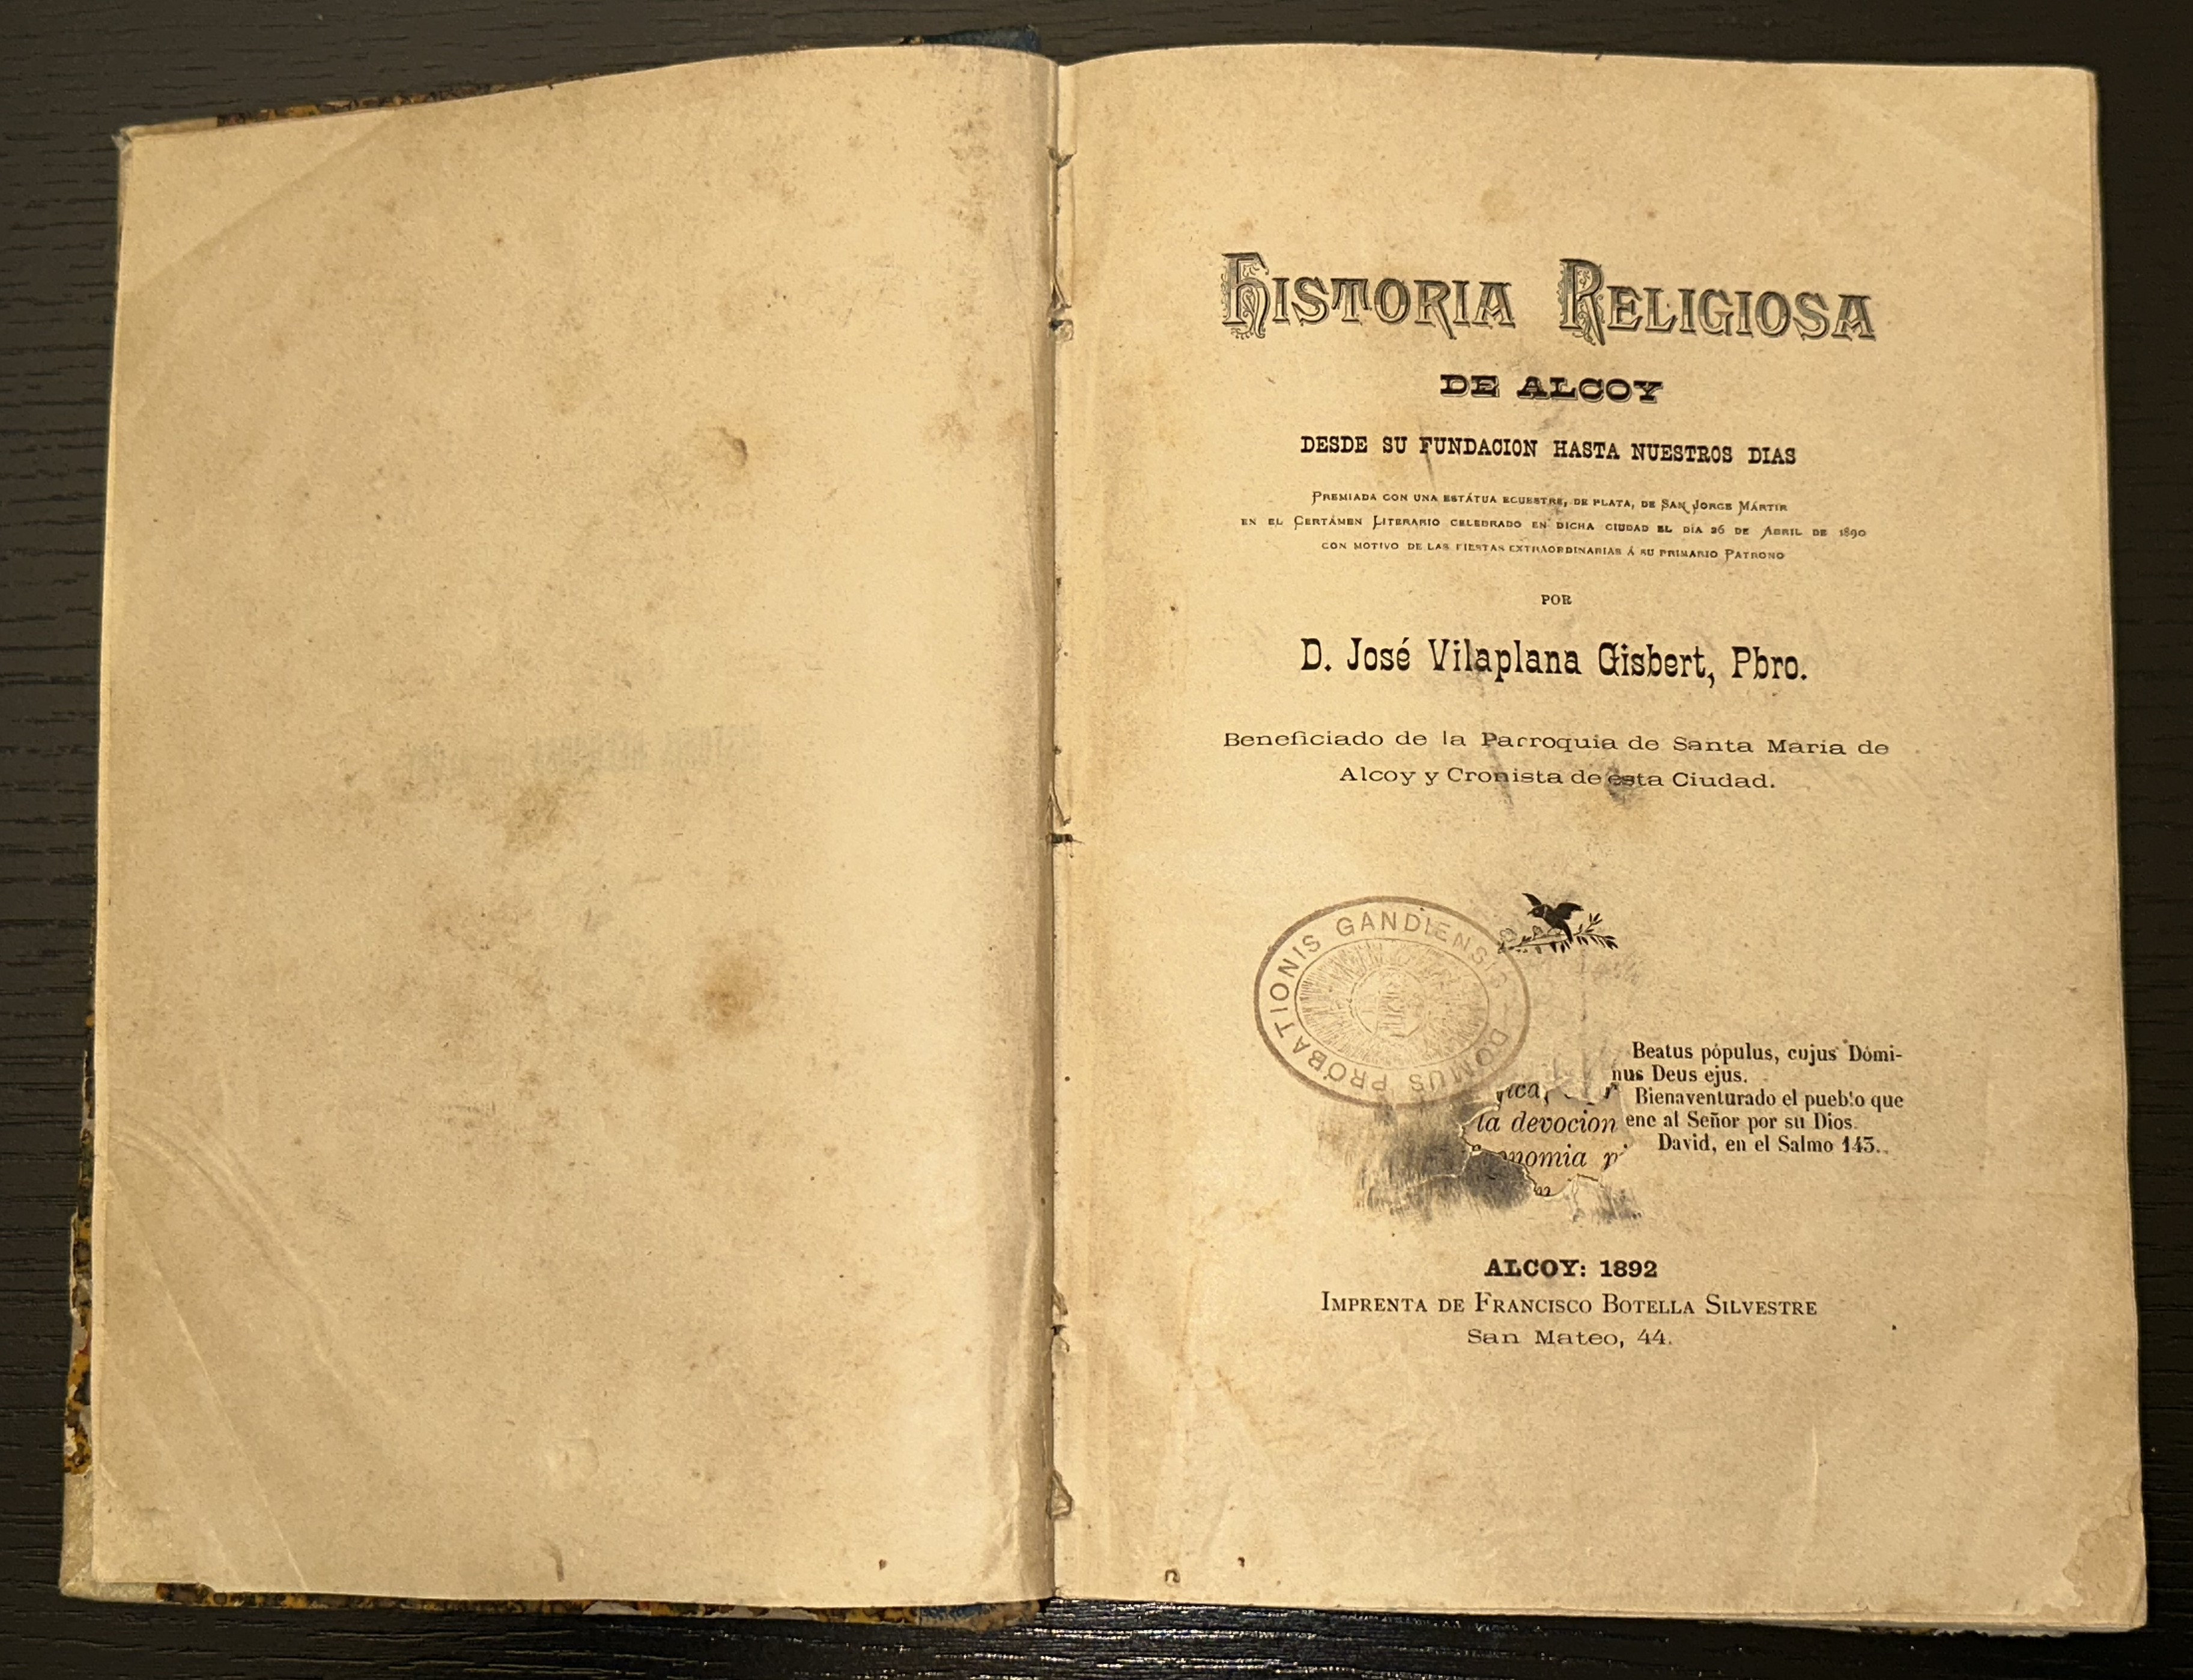 HISTORIA RELIGIOSA
DE ALCOY
DESDE SU FUNDACION HASTA NUESTROS DIAS
PREMIADA CON UNA ESTÁTUA ECUESTRE, DE PLATA, DE SAN JORGE MÁRTIR
EN EL CERTÁMEN LITERARIO CELEBRADO EN DICHA CIUDAD EL DÍA 26 DE ABRIL DE 1890
CON MOTIVO DE LAS FIESTAS EXTRAORDINARIAS Á SU PRIMARIO PATRONO
POR
D. José Vilaplana Gisbert, Pbro.
Beneficiado de la Parroquia de Santa Maria de
Alcoy y Cronista de esta Ciudad.
DOMUS PROBATIONIS GANDIENSIS
Beatus pópulus, cujus Dómi-
nus Deus ejus.
Bienaventurado el pueblo que
ene al Señor por su Dios.
David, en el Salmo 143.
la devocion
onomia
ALCOY: 1892
IMPRENTA DE FRANCISCO BOTELLA SILVESTRE
San Mateo, 44.